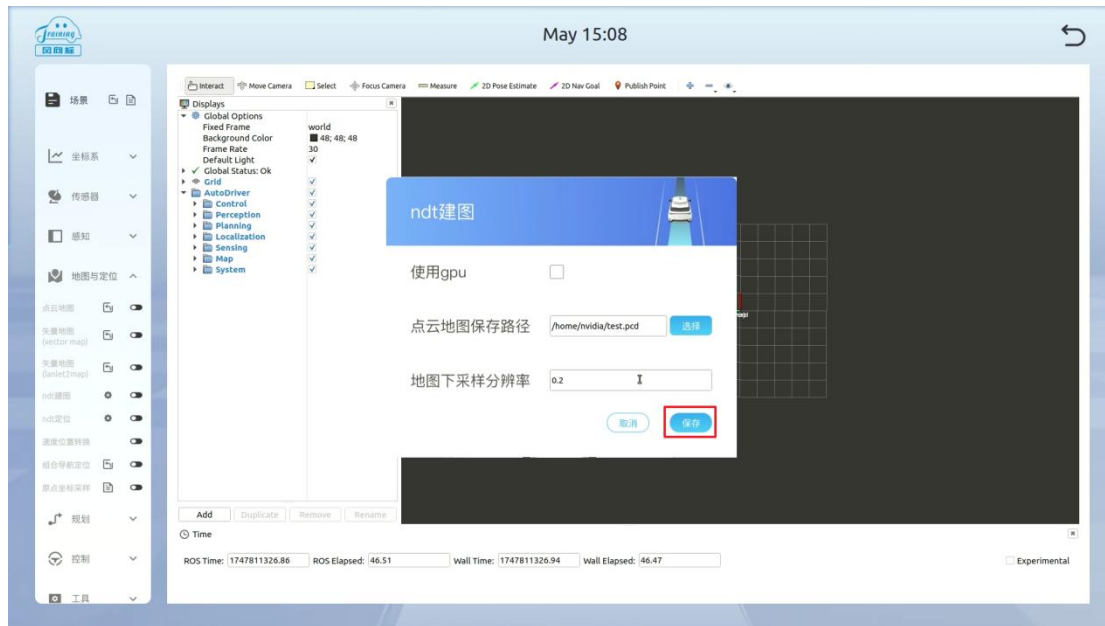 Training
风向标
May 15:08
场景
坐标系
传感器
感知
地图与定位
点云地图
矢量地图
(vector map)
矢量地图
(lanlet2map)
ndt建图
ndt定位
速度位置转换
组合导航定位
原点坐标采样
规划
控制
工具
Interact Move Camera Select Focus Camera Measure 2D Pose Estimate 2D Nav Goal Publish Point
Displays
Global Options
Fixed Frame world
Background Color 48; 48; 48
Frame Rate 30
Default Light
Global Status: Ok
Grid
AutoDriver
Control
Perception
Planning
Localization
Sensing
Map
System
Add Duplicate Remove Rename
ndt建图
使用gpu
点云地图保存路径 /home/nvidia/test.pcd 选择
地图下采样分辨率 0.2
取消 保存
Time
ROS Time: 1747811326.86 ROS Elapsed: 46.51 Wall Time: 1747811326.94 Wall Elapsed: 46.47 Experimental